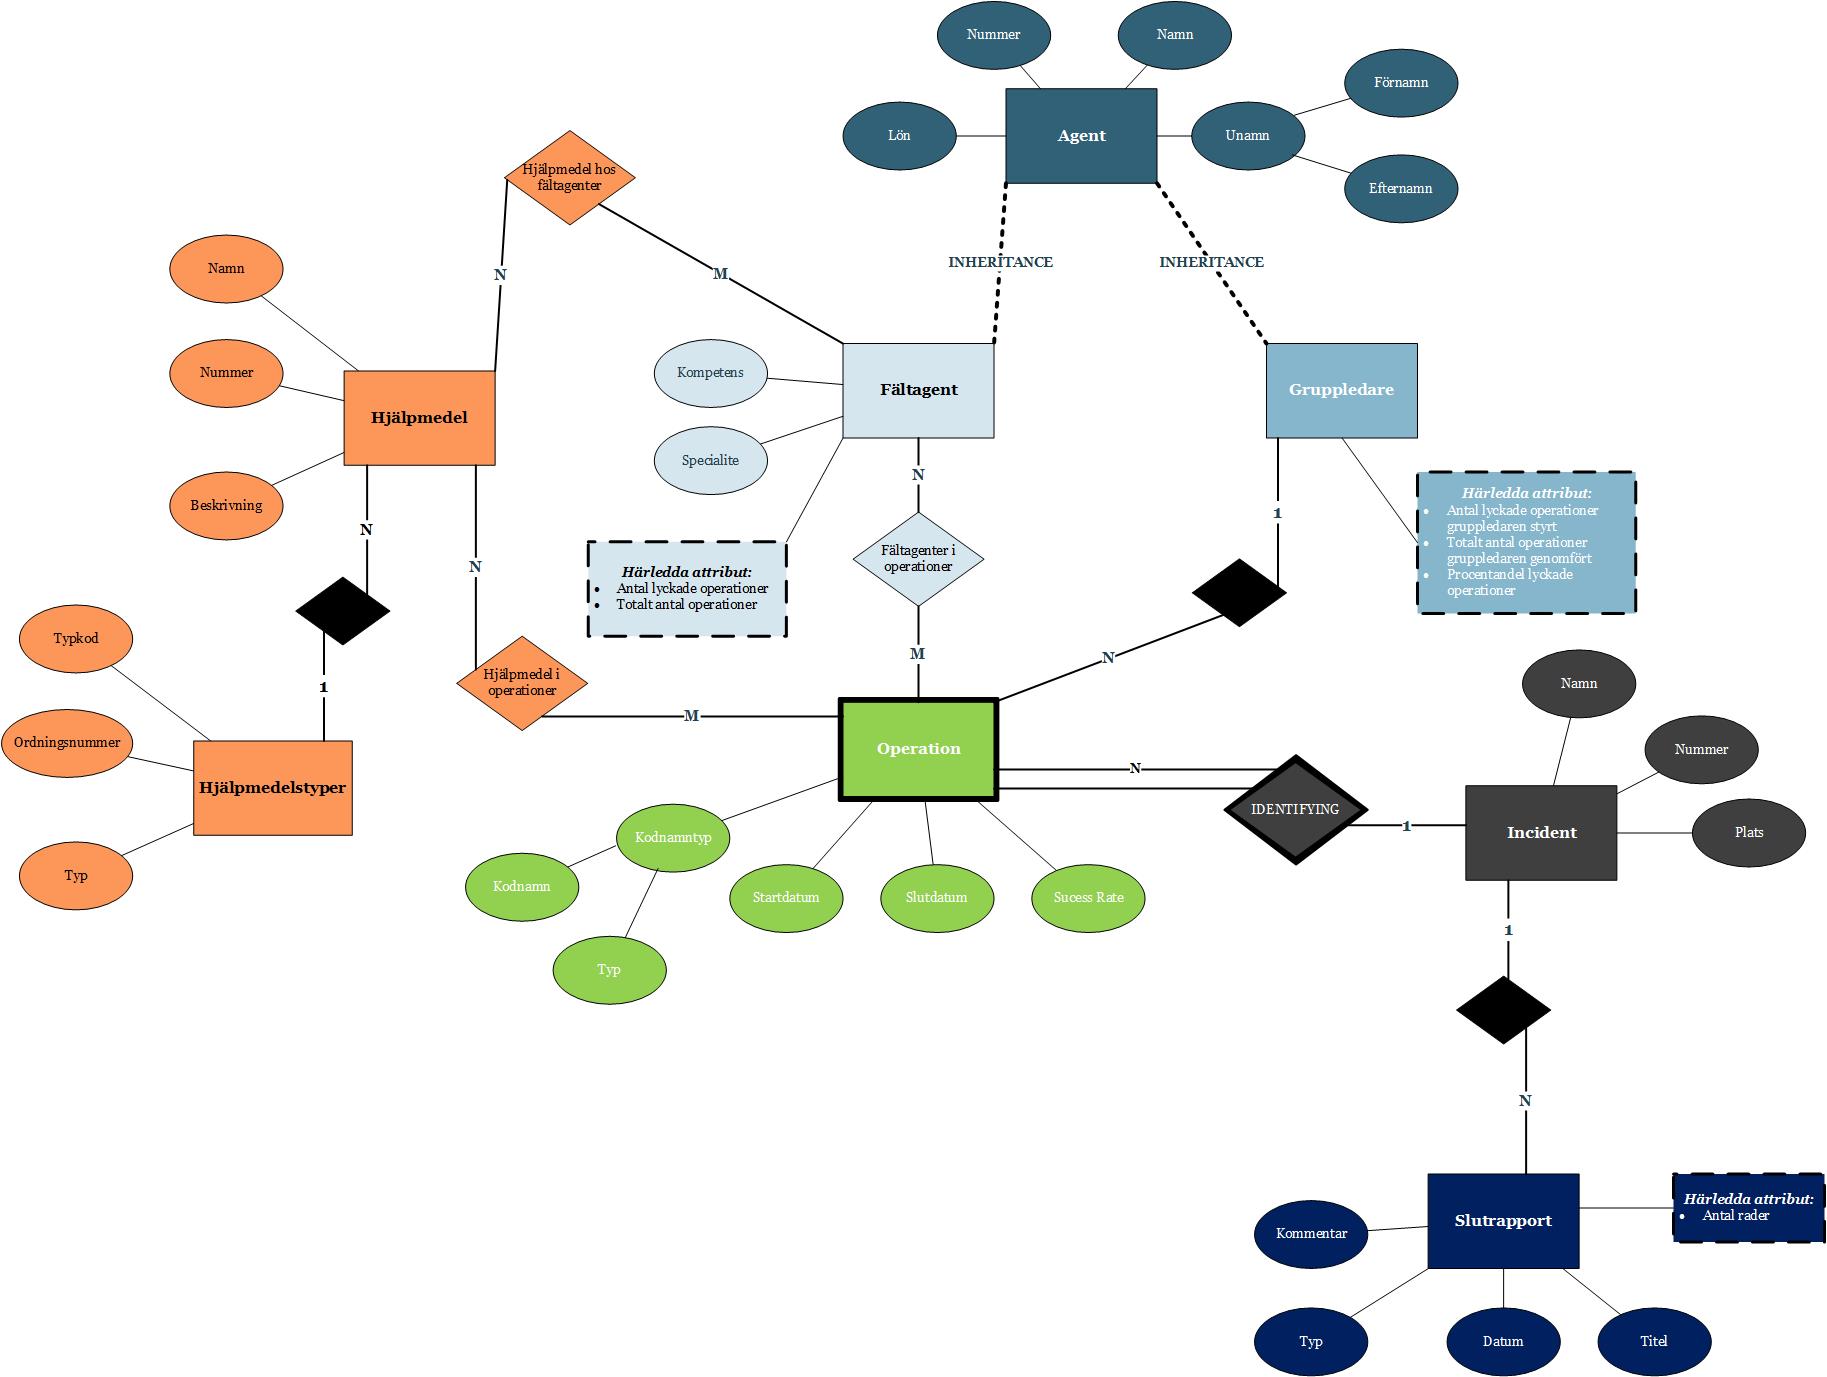 Nummer
Namn
Förnamn
Lön
Agent
Unamn
Efternamn
Hjälpmedel hos
fältagenter
INHERITANCE
INHERITANCE
N
M
Namn
Nummer
Hjälpmedel
Beskrivning
Kompetens
Fältagent
Specialite
Gruppledare
N
1
Härledda attribut:
• Antal lyckade operationer
gruppledaren styrt
• Totalt antal operationer
gruppledaren genomfört
• Procentandel lyckade
operationer
N
N
Härledda attribut:
• Antal lyckade operationer
• Totalt antal operationer
Fältagenter i
operationer
M
N
Typkod
1
Hjälpmedel i
operationer
M
Ordningsnummer
Hjälpmedelstyper
Typ
Operation
N
IDENTIFYING
1
Namn
Nummer
Incident
Plats
Kodnamntyp
Kodnamn
Startdatum
Slutdatum
Sucess Rate
Typ
1
N
Slutrapport
Härledda attribut:
• Antal rader
Kommentar
Typ
Datum
Titel